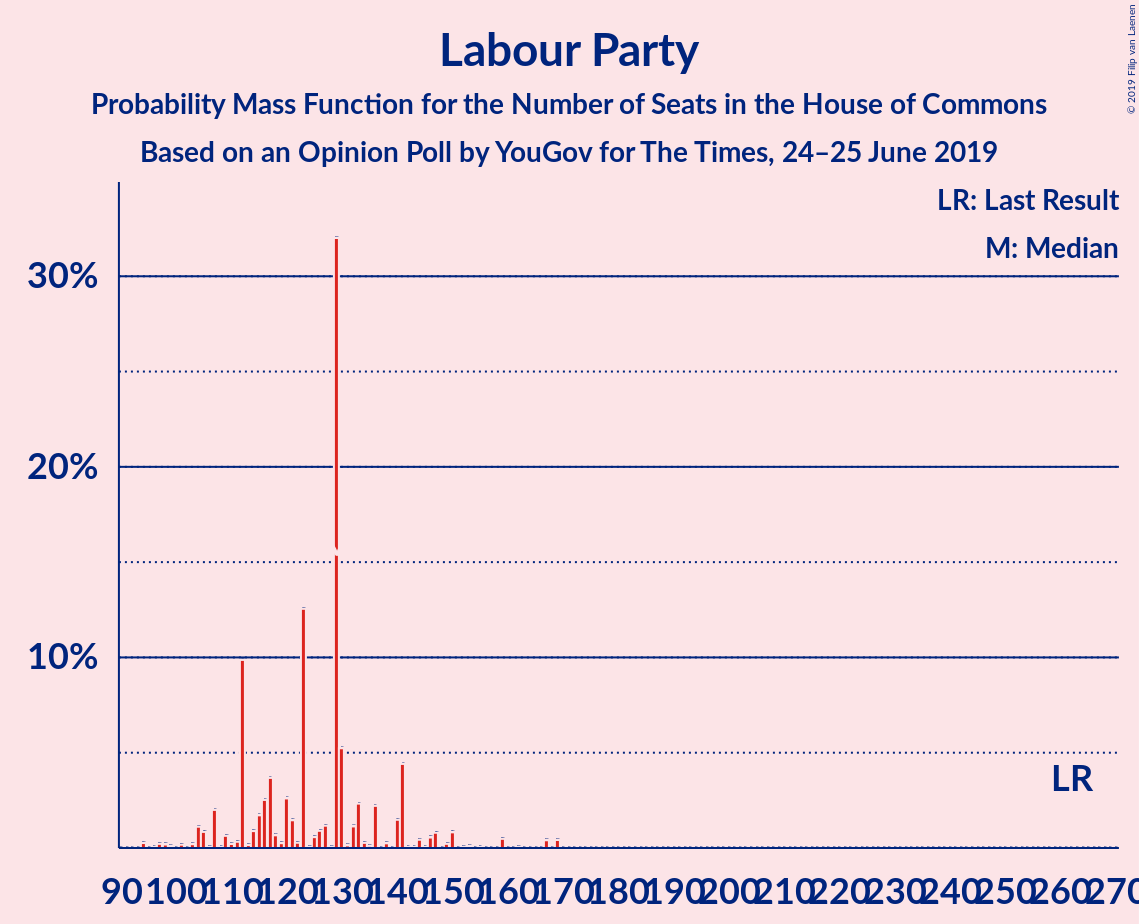 Labour Party
Probability Mass Function for the Number of Seats in the House of Commons
Based on an Opinion Poll by YouGov for The Times, 24–25 June 2019
© 2019 Filip van Laenen
LR: Last Result
M: Median
30%
20%
10%
LR
90 100 110 120 130 140 150 160 170 180 190 200 210 220 230 240 250 260 270